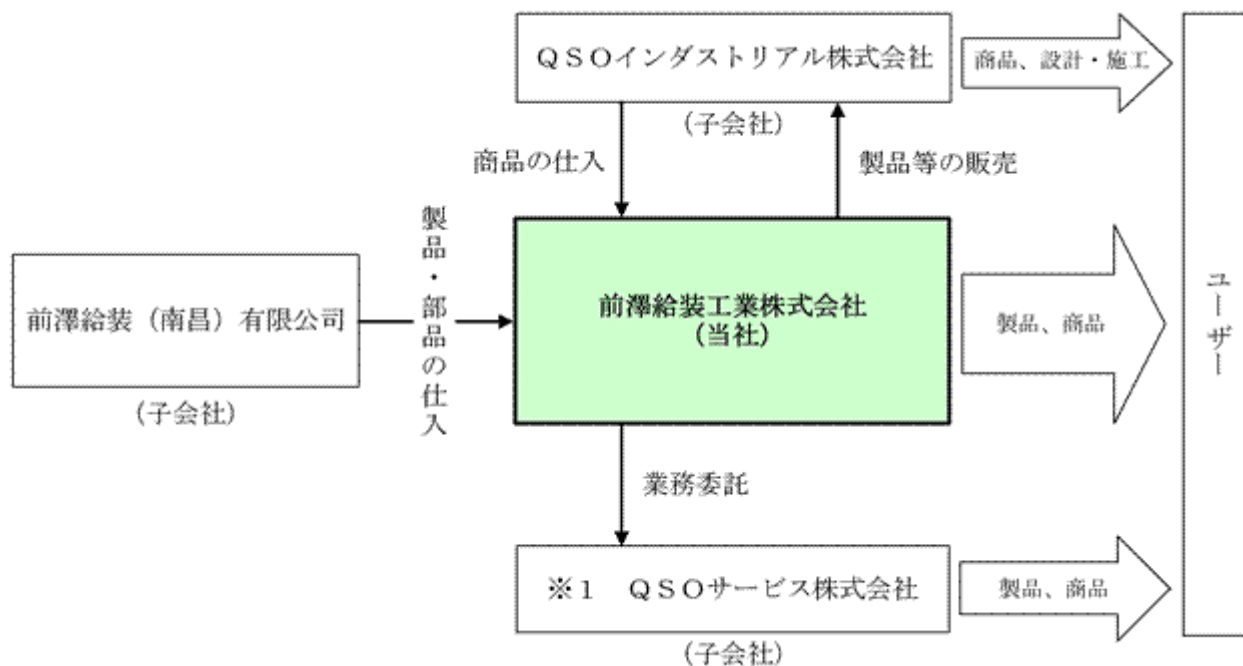 QSOインダストリアル株式会社
商品、設計・施工
(子会社)
商品の仕入
製品等の販売
前澤給装(南昌)有限公司
(子会社)
製品・部品の仕入
前澤給装工業株式会社
(当社)
製品、商品
ユーザー
業務委託
※1 QSOサービス株式会社
製品、商品
(子会社)